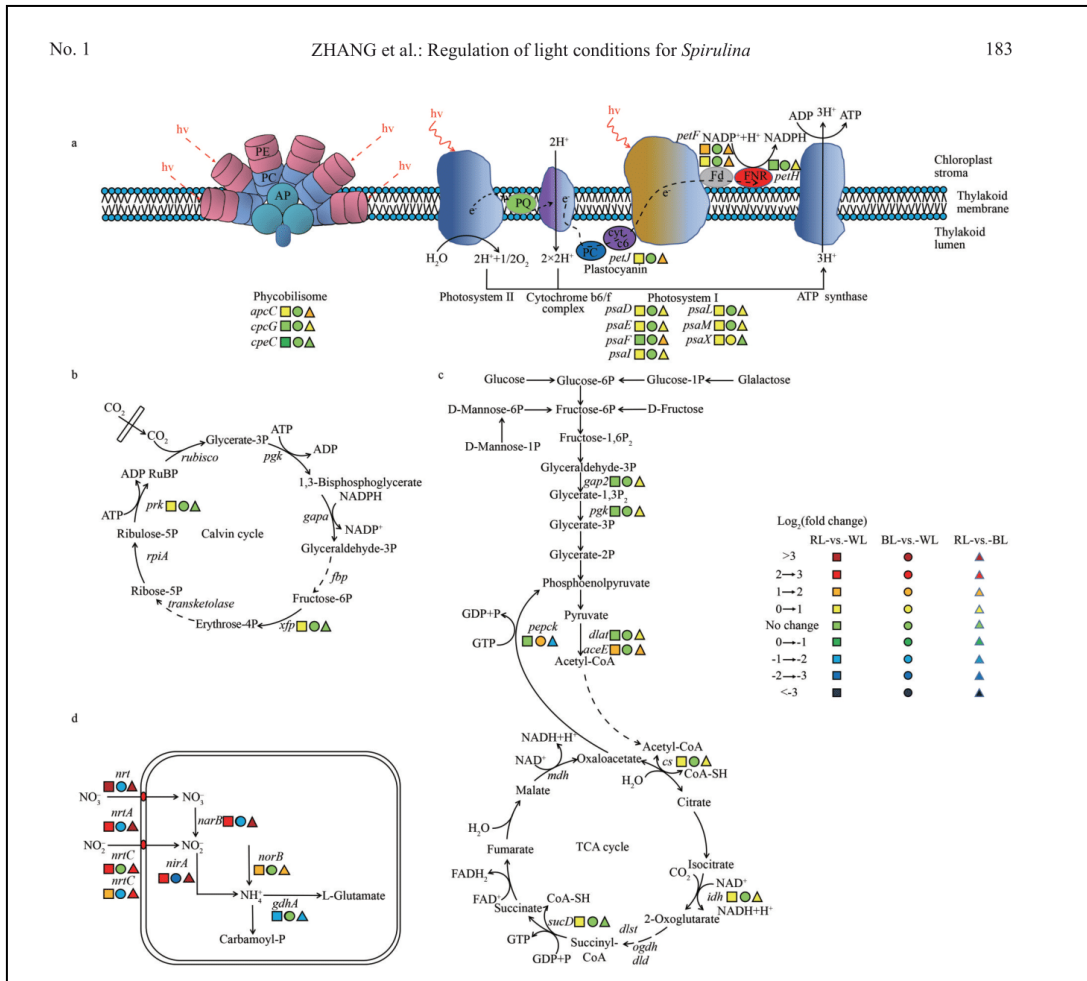 No. 1
ZHANG et al.: Regulation of light conditions for Spirulina
183
a
hv
hv
hv
hv
PE
PC
AP
hv
H₂O
2H⁺+1/2O₂
e⁻
PQ
2H⁺
e⁻
2×2H⁺
hv
e⁻
PC
cyt c6
petJ
Plastocyanin
petF
NADP⁺+H⁺
NADPH
Fd
FNR
petH
ADP
3H⁺
ATP
3H⁺
Chloroplast
stroma
Thylakoid
membrane
Thylakoid
lumen
Phycobilisome
apcC
cpcG
cpeC
Photosystem II
Cytochrome b6/f
complex
Photosystem I
psaD
psaL
psaE
psaM
psaF
psaX
psaI
ATP synthase
b
CO₂
CO₂
rubisco
Glycerate-3P
ATP
pgk
ADP
1,3-Bisphosphoglycerate
NADPH
gapa
NADP⁺
Glyceraldehyde-3P
fbp
Fructose-6P
xfp
Erythrose-4P
transketolase
Ribose-5P
rpiA
Ribulose-5P
ATP
prk
ADP
RuBP
Calvin cycle
c
Glucose
Glucose-6P
Glucose-1P
Glalactose
D-Mannose-6P
Fructose-6P
D-Fructose
D-Mannose-1P
Fructose-1,6P₂
Glyceraldehyde-3P
gap2
Glycerate-1,3P₂
pgk
Glycerate-3P
Glycerate-2P
Phosphoenolpyruvate
GDP+P
GTP
pepck
Pyruvate
dlat
aceE
Acetyl-CoA
Acetyl-CoA
cs
CoA-SH
H₂O
Oxaloacetate
NADH+H⁺
NAD⁺
mdh
Malate
H₂O
Fumarate
FADH₂
FAD⁺
Succinate
CoA-SH
sucD
GTP
GDP+P
Succinyl-
CoA
dlst
ogdh
dld
2-Oxoglutarate
NADH+H⁺
idh
NAD⁺
CO₂
Isocitrate
Citrate
TCA cycle
Log₂(fold change)
RL-vs.-WL
BL-vs.-WL
RL-vs.-BL
>3
2→3
1→2
0→1
No change
0→-1
-1→-2
-2→-3
<-3
d
nrt
NO₃⁻
NO₃⁻
nrtA
narB
NO₂⁻
NO₂⁻
nrtC
nrtC
nirA
norB
NH₄⁺
L-Glutamate
gdhA
Carbamoyl-P